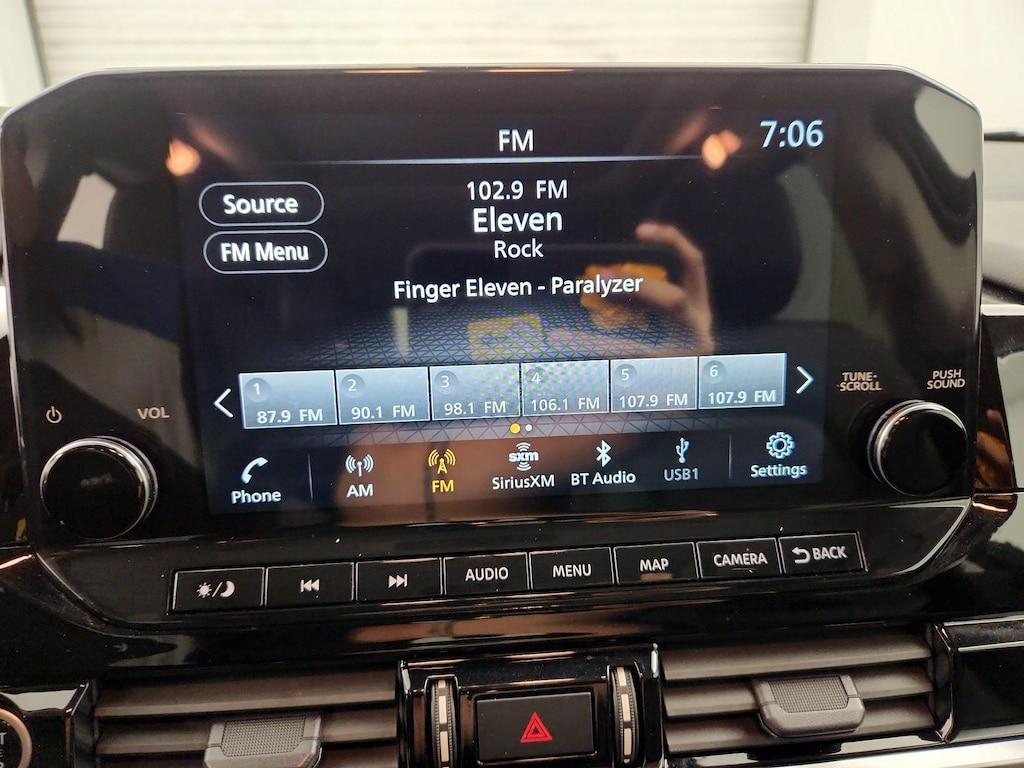 FM
7:06
Source
FM Menu
102.9 FM
Eleven
Rock
Finger Eleven - Paralyzer
1
87.9 FM
2
90.1 FM
3
98.1 FM
4
106.1 FM
5
107.9 FM
6
107.9 FM
VOL
TUNE-
SCROLL
PUSH
SOUND
Phone
AM
FM
sxm
SiriusXM
BT Audio
USB1
Settings
AUDIO
MENU
MAP
CAMERA
BACK